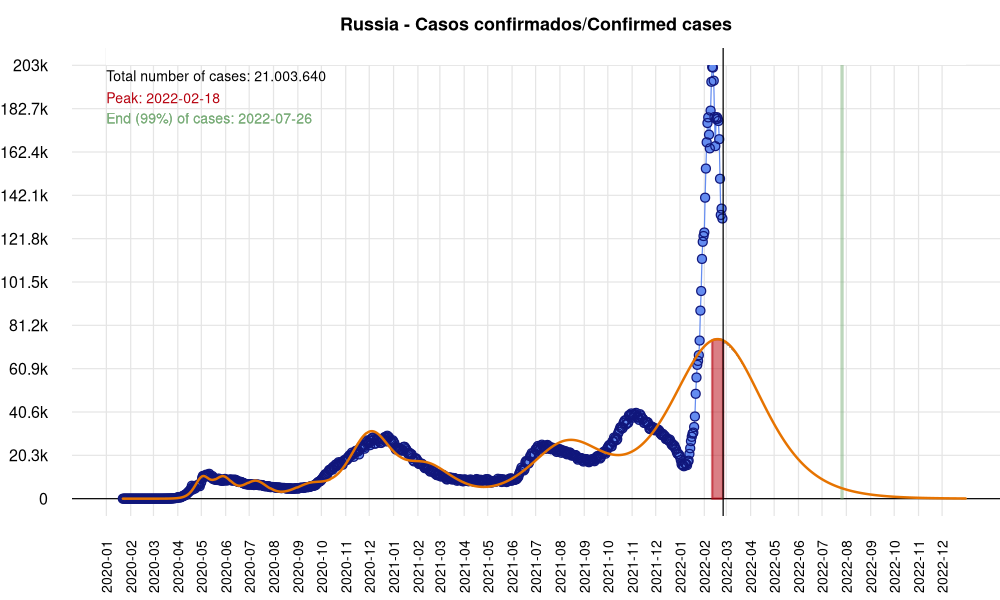 Russia - Casos confirmados/Confirmed cases
Total number of cases: 21.003.640
Peak: 2022-02-18
End (99%) of cases: 2022-07-26
203k
182.7k
162.4k
142.1k
121.8k
101.5k
81.2k
60.9k
40.6k
20.3k
0
2020-01
2020-02
2020-03
2020-04
2020-05
2020-06
2020-07
2020-08
2020-09
2020-10
2020-11
2020-12
2021-01
2021-02
2021-03
2021-04
2021-05
2021-06
2021-07
2021-08
2021-09
2021-10
2021-11
2021-12
2022-01
2022-02
2022-03
2022-04
2022-05
2022-06
2022-07
2022-08
2022-09
2022-10
2022-11
2022-12